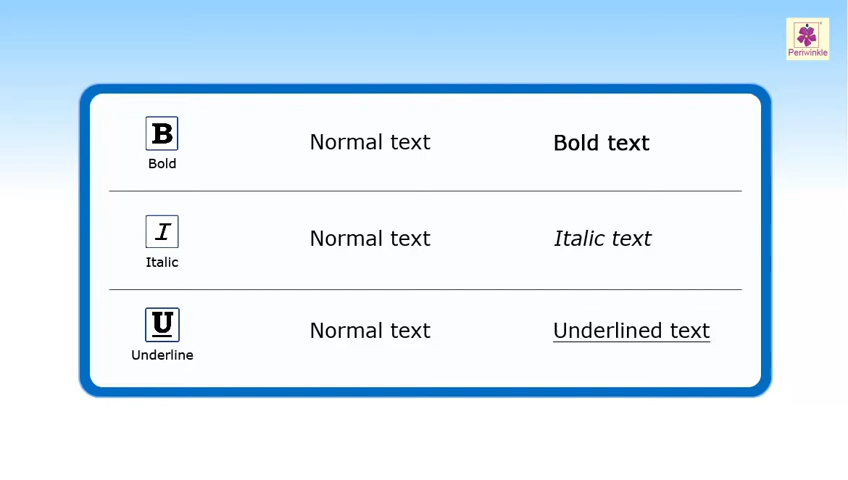 Periwinkle
B
Bold
Normal text
Bold text
I
Italic
Normal text
Italic text
U
Underline
Normal text
Underlined text